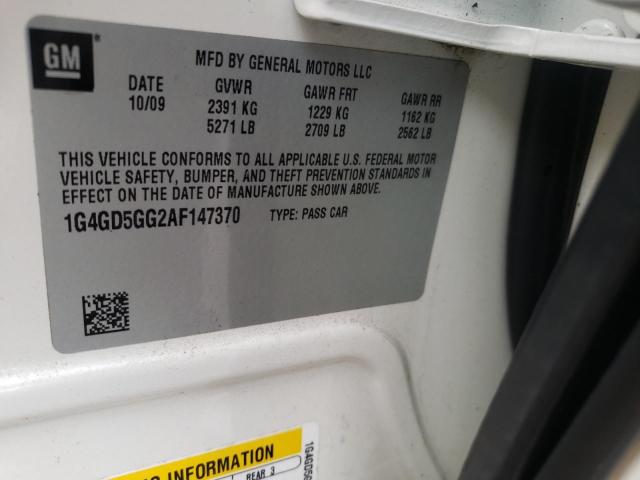 GM
MFD BY GENERAL MOTORS LLC
DATE GVWR GAWR FRT GAWR RR
10/09 2391 KG 1229 KG 1162 KG
5271 LB 2709 LB 2562 LB
THIS VEHICLE CONFORMS TO ALL APPLICABLE U.S. FEDERAL MOTOR
VEHICLE SAFETY, BUMPER, AND THEFT PREVENTION STANDARDS IN
EFFECT ON THE DATE OF MANUFACTURE SHOWN ABOVE.
1G4GD5GG2AF147370 TYPE: PASS CAR
INFORMATION
REAR 3